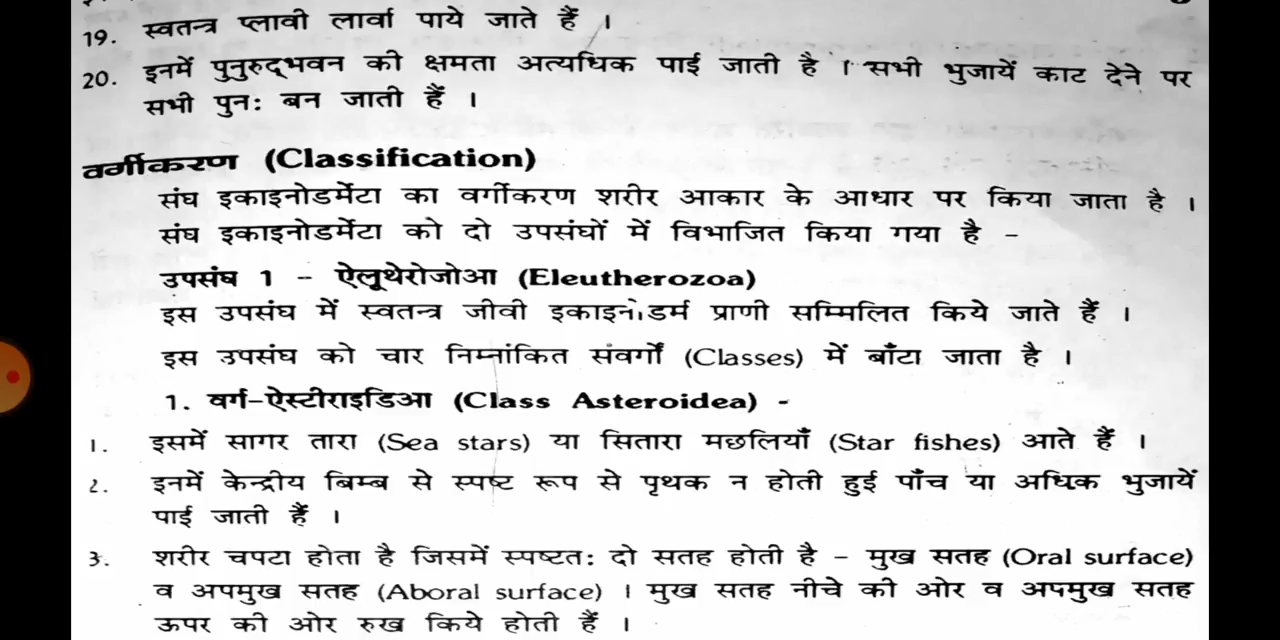 19. स्वतन्त्र प्लावी लार्वा पाये जाते हैं ।
20. इनमें पुनुरुद्भवन की क्षमता अत्यधिक पाई जाती है । सभी भुजायें काट देने पर
सभी पुन: बन जाती हैं ।
वर्गीकरण (Classification)
संघ इकाइनोडर्मेटा का वर्गीकरण शरीर आकार के आधार पर किया जाता है ।
संघ इकाइनोडर्मेटा को दो उपसंघों में विभाजित किया गया है –
उपसंघ 1 – ऐलूथेरोजोआ (Eleutherozoa)
इस उपसंघ में स्वतन्त्र जीवी इकाइनोडर्म प्राणी सम्मिलित किये जाते हैं ।
इस उपसंघ को चार निम्नांकित संवर्गों (Classes) में बाँटा जाता है ।
1. वर्ग-ऐस्टीराइडिआ (Class Asteroidea) -
1. इसमें सागर तारा (Sea stars) या सितारा मछलियाँ (Star fishes) आते हैं ।
2. इनमें केन्द्रीय बिम्ब से स्पष्ट रूप से पृथक न होती हुई पाँच या अधिक भुजायें
पाई जाती हैं ।
3. शरीर चपटा होता है जिसमें स्पष्टत: दो सतह होती है – मुख सतह (Oral surface)
व अपमुख सतह (Aboral surface) । मुख सतह नीचे की ओर व अपमुख सतह
ऊपर की ओर रुख किये होती हैं ।